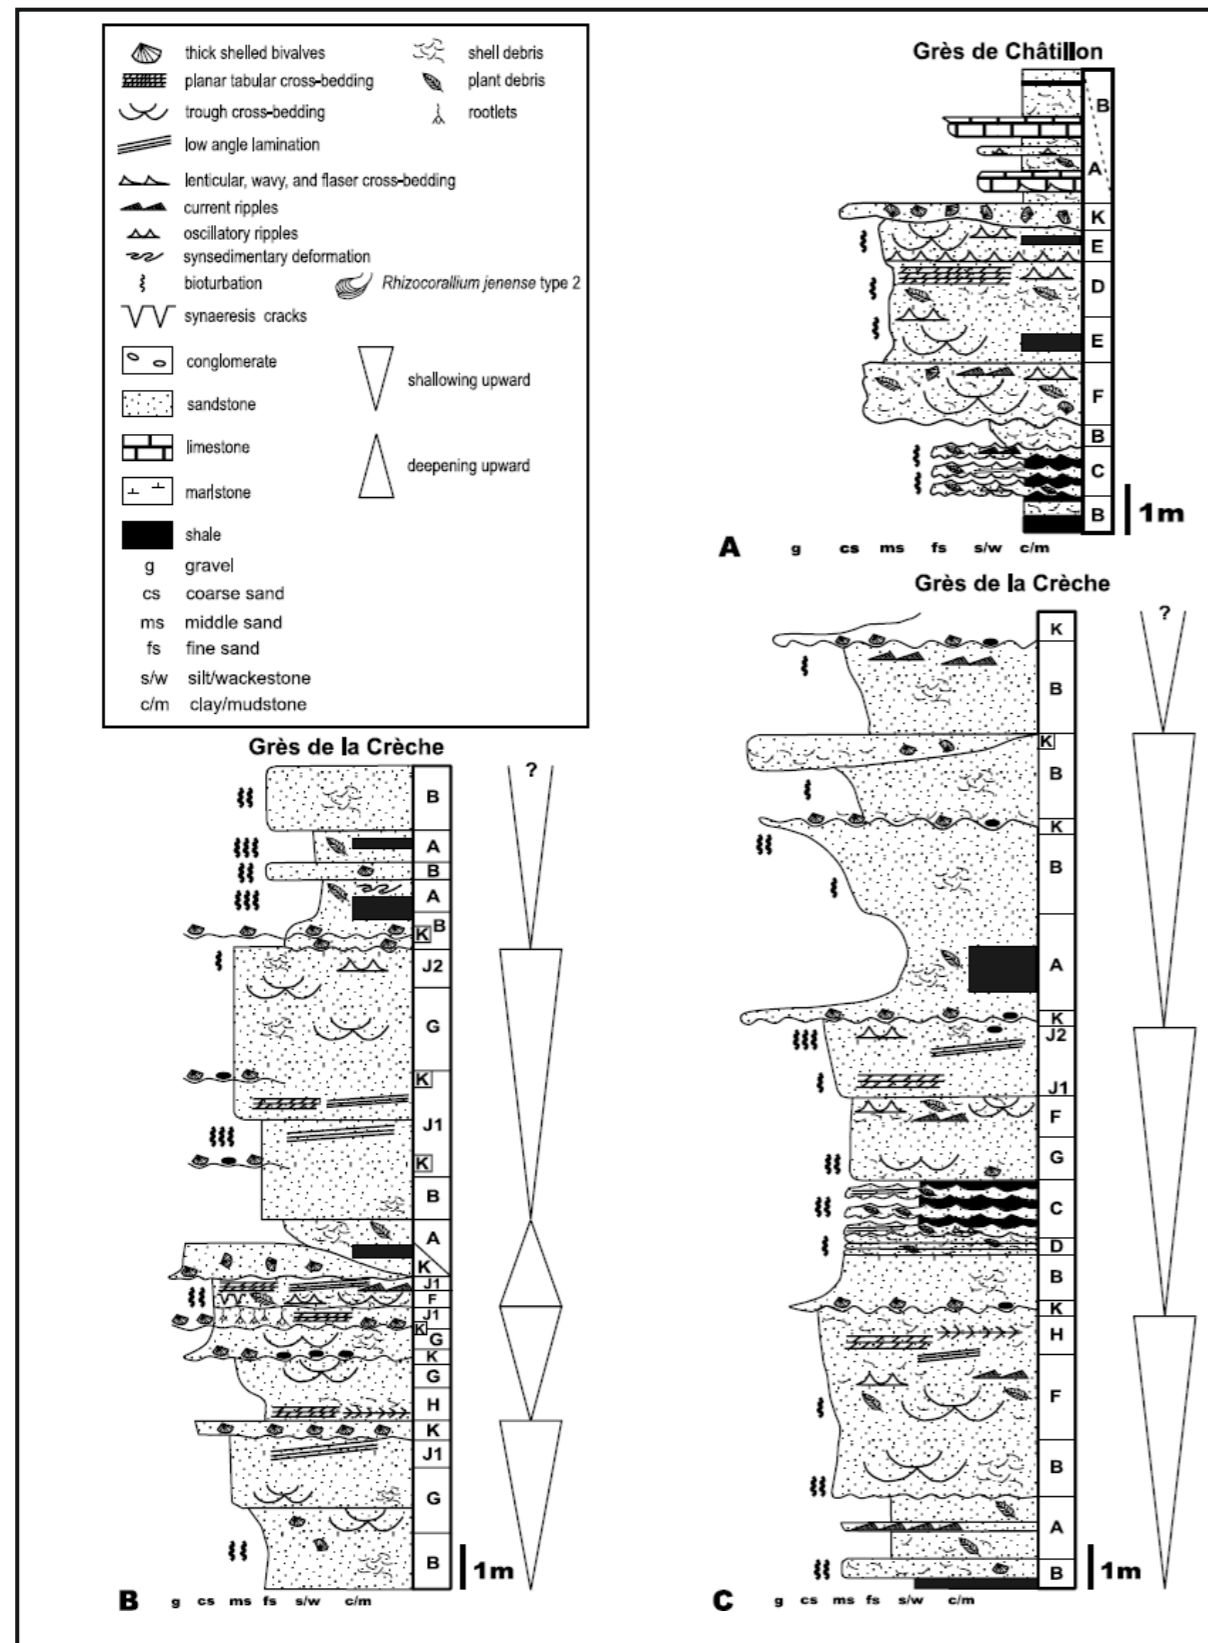 thick shelled bivalves
shell debris
planar tabular cross-bedding
plant debris
trough cross-bedding
rootlets
low angle lamination
lenticular, wavy, and flaser cross-bedding
current ripples
oscillatory ripples
synsedimentary deformation
bioturbation
Rhizocorallium jenense type 2
synaeresis cracks
conglomerate
shallowing upward
sandstone
limestone
deepening upward
marlstone
shale
g gravel
cs coarse sand
ms middle sand
fs fine sand
s/w silt/wackestone
c/m clay/mudstone
Grès de Châtillon
B
A
K
E
D
E
F
B
C
B
1m
A g cs ms fs s/w c/m
Grès de la Crèche
?
B
A
B
A
B
K
J2
G
K
J1
K
B
A
K
J1
F
J1
K
G
K
G
H
K
J1
G
B
1m
B g cs ms fs s/w c/m
Grès de la Crèche
?
K
B
K
B
K
B
A
K
J2
J1
F
G
C
D
B
K
H
F
B
A
B
1m
C g cs ms fs s/w c/m